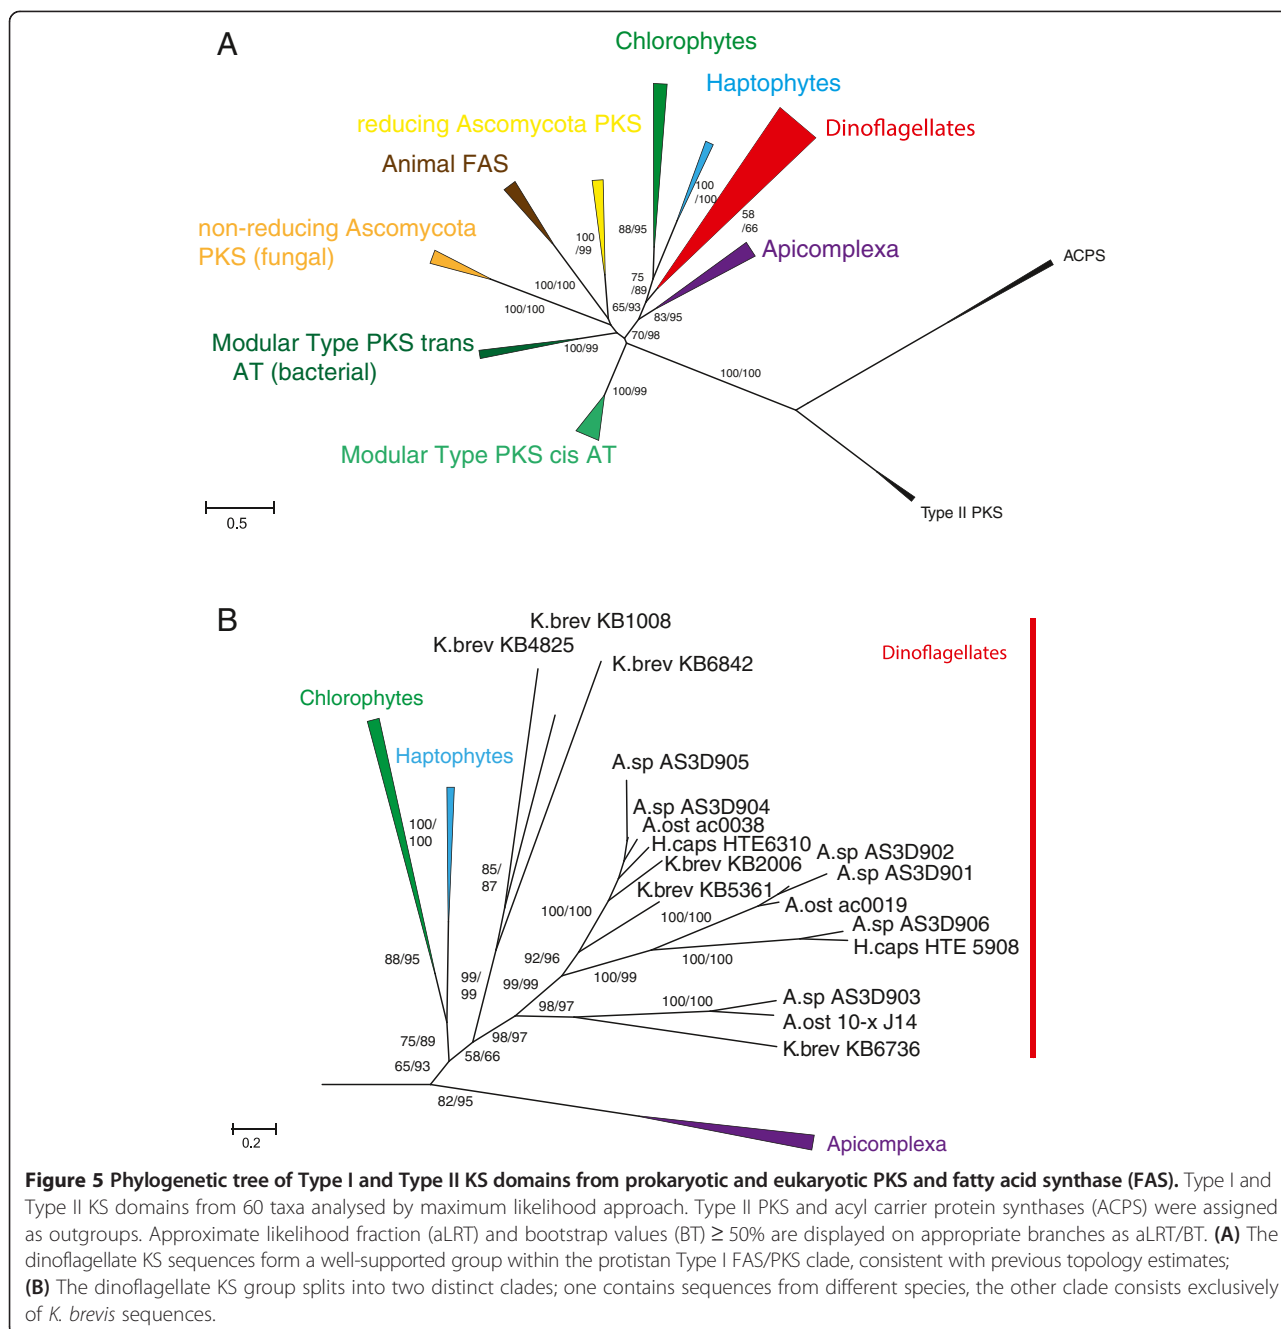 A
Chlorophytes
Haptophytes
reducing Ascomycota PKS
Dinoflagellates
Animal FAS
100
/100
58
/66
non-reducing Ascomycota
PKS (fungal)
100
/99
88/95
Apicomplexa
ACPS
100/100
75
/89
100/100
65/93
83/95
Modular Type PKS trans
AT (bacterial)
100/99
70/98
100/100
100/99
Modular Type PKS cis AT
0.5
Type II PKS
B
K.brev KB1008
K.brev KB4825
K.brev KB6842
Dinoflagellates
Chlorophytes
Haptophytes
A.sp AS3D905
A.sp AS3D904
A.ost ac0038
H.caps HTE6310
K.brev KB2006
K.brev KB5361
A.sp AS3D902
A.sp AS3D901
A.ost ac0019
A.sp AS3D906
H.caps HTE 5908
100/
100
85/
87
100/100
100/100
100/100
88/95
99/
99
92/96
99/99
100/99
98/97
100/100
A.sp AS3D903
A.ost 10-x J14
K.brev KB6736
75/89
98/97
58/66
65/93
82/95
0.2
Apicomplexa
Figure 5 Phylogenetic tree of Type I and Type II KS domains from prokaryotic and eukaryotic PKS and fatty acid synthase (FAS). Type I and
Type II KS domains from 60 taxa analysed by maximum likelihood approach. Type II PKS and acyl carrier protein synthases (ACPS) were assigned
as outgroups. Approximate likelihood fraction (aLRT) and bootstrap values (BT) ≥ 50% are displayed on appropriate branches as aLRT/BT. (A) The
dinoflagellate KS sequences form a well-supported group within the protistan Type I FAS/PKS clade, consistent with previous topology estimates;
(B) The dinoflagellate KS group splits into two distinct clades; one contains sequences from different species, the other clade consists exclusively
of K. brevis sequences.